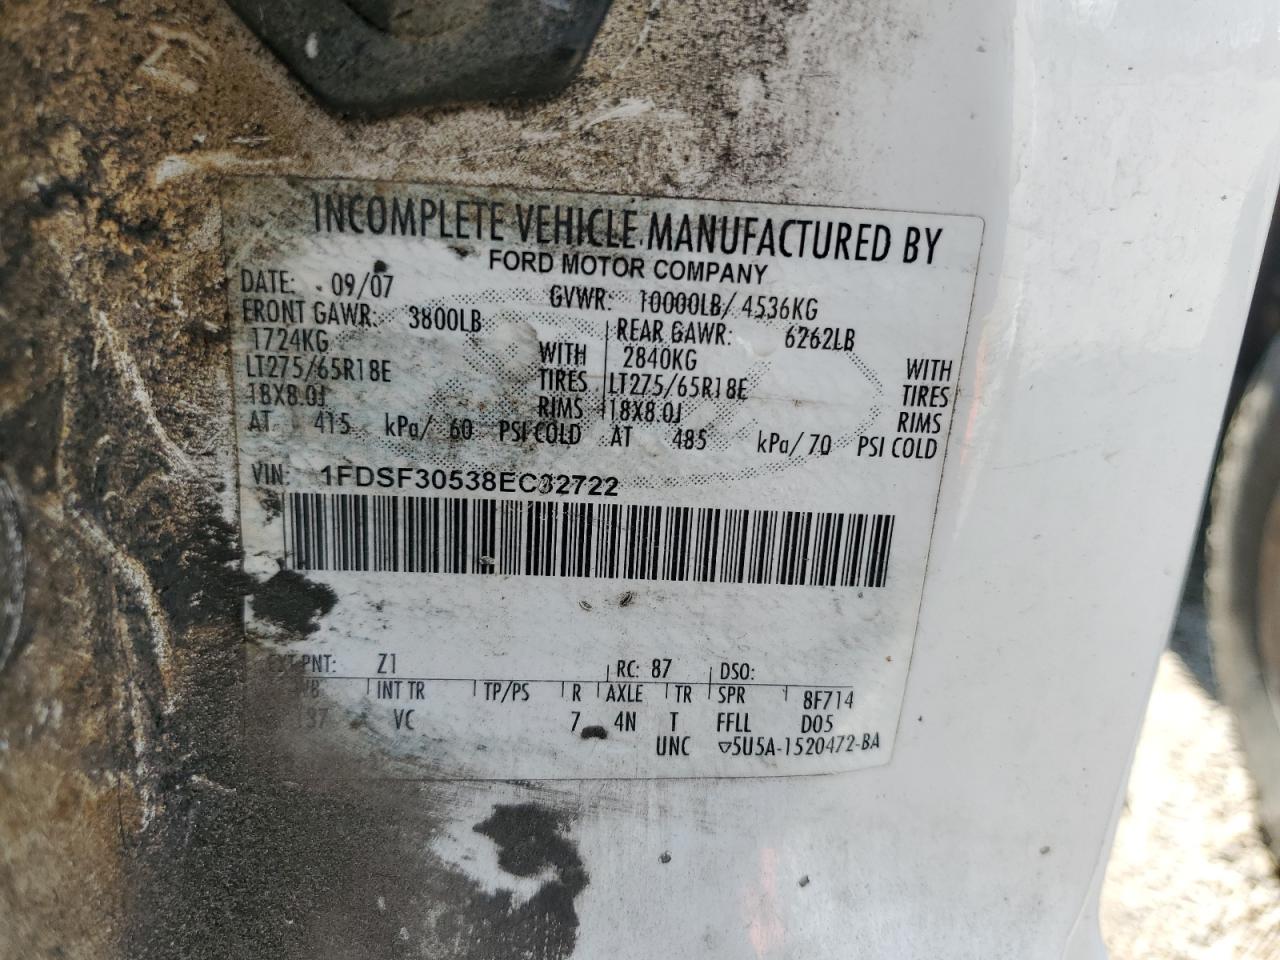 INCOMPLETE VEHICLE MANUFACTURED BY
FORD MOTOR COMPANY
DATE: 09/07 GVWR: 10000LB/ 4536KG
FRONT GAWR: 3800LB REAR GAWR: 6262LB
1724KG WITH 2840KG WITH
LT275/65R18E TIRES LT275/65R18E TIRES
18X8.0J RIMS 18X8.0J RIMS
AT 415 kPa/ 60 PSI COLD AT 485 kPa/ 70 PSI COLD
VIN: 1FDSF30538EC32722
EXT PNT: Z1 RC: 87 DSO:
WB INT TR TP/PS R AXLE TR SPR 8F714
137 VC 7 4N T FFLL D05
UNC ▽5U5A-1520472-BA